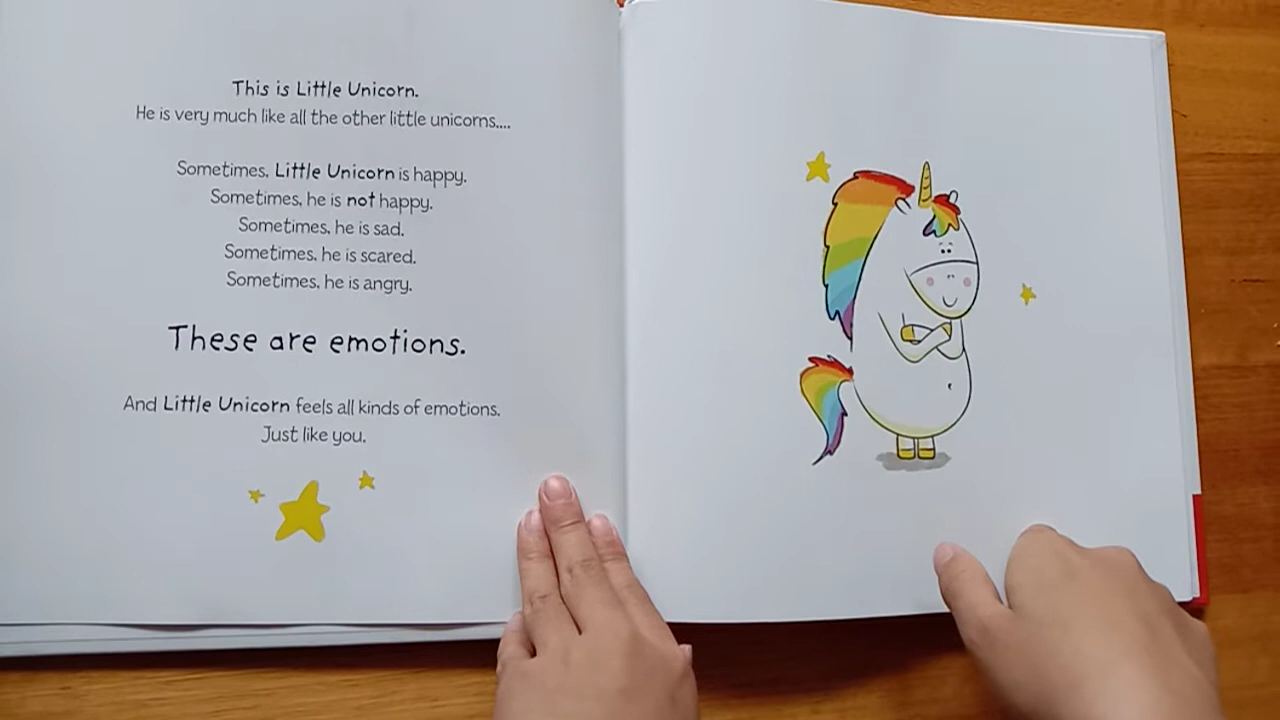 This is Little Unicorn.
He is very much like all the other little unicorns....
Sometimes, Little Unicorn is happy.
Sometimes, he is not happy.
Sometimes, he is sad.
Sometimes, he is scared.
Sometimes, he is angry.
These are emotions.
And Little Unicorn feels all kinds of emotions.
Just like you.